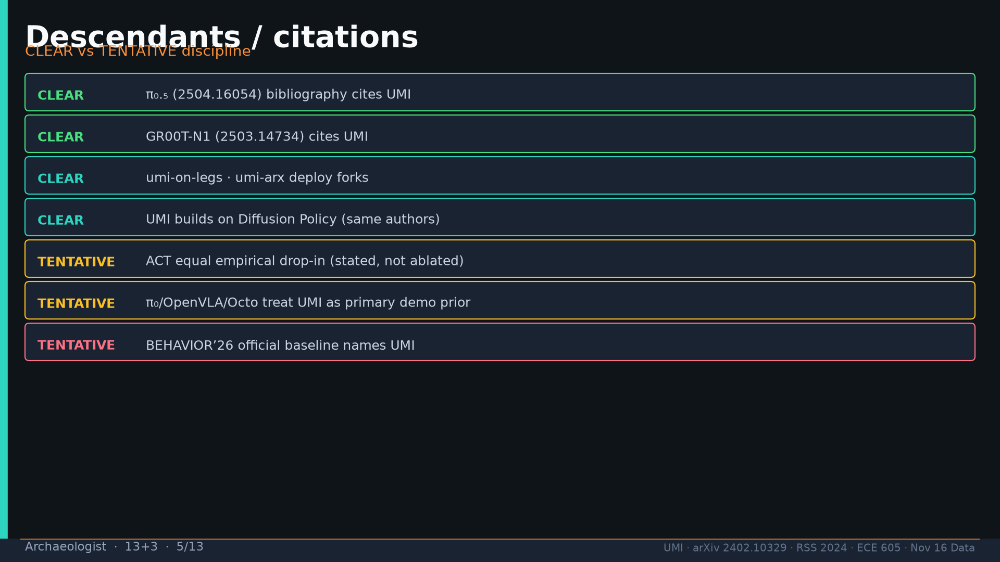 Descendants / citations
CLEAR vs TENTATIVE discipline
CLEAR π₀.₅ (2504.16054) bibliography cites UMI
CLEAR GR00T-N1 (2503.14734) cites UMI
CLEAR umi-on-legs · umi-arx deploy forks
CLEAR UMI builds on Diffusion Policy (same authors)
TENTATIVE ACT equal empirical drop-in (stated, not ablated)
TENTATIVE π₀/OpenVLA/Octo treat UMI as primary demo prior
TENTATIVE BEHAVIOR’26 official baseline names UMI
Archaeologist · 13+3 · 5/13
UMI · arXiv 2402.10329 · RSS 2024 · ECE 605 · Nov 16 Data